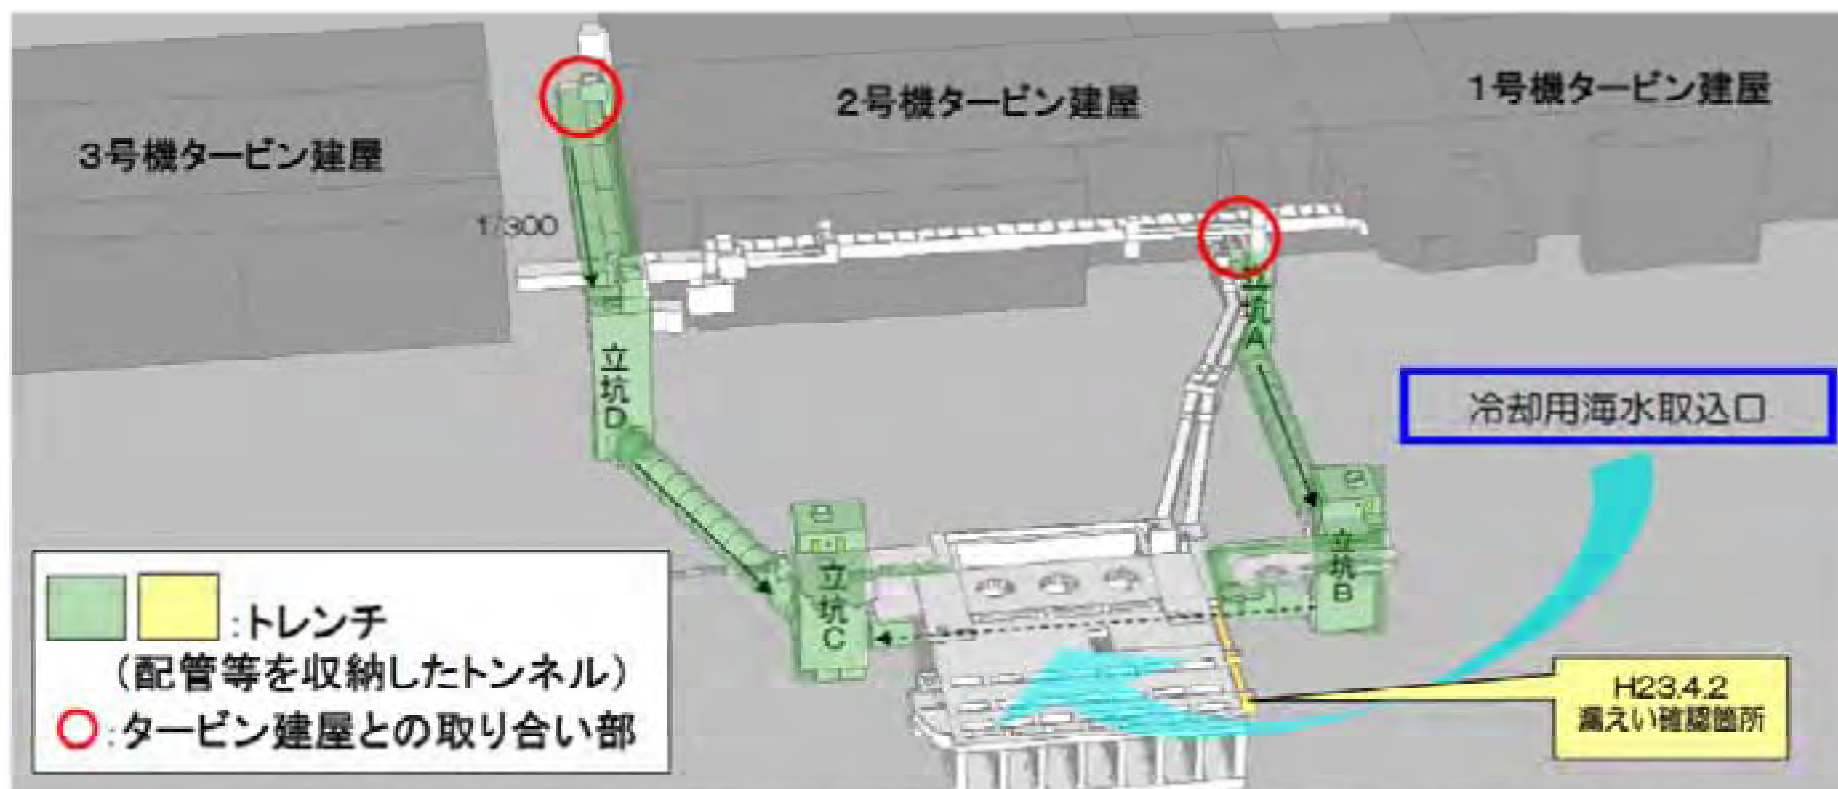 3号機タービン建屋
2号機タービン建屋
1号機タービン建屋
1/300
立坑A
立坑D
冷却用海水取込口
立坑C
立坑B
:トレンチ
(配管等を収納したトンネル)
:タービン建屋との取り合い部
H23.4.2
漏えい確認箇所